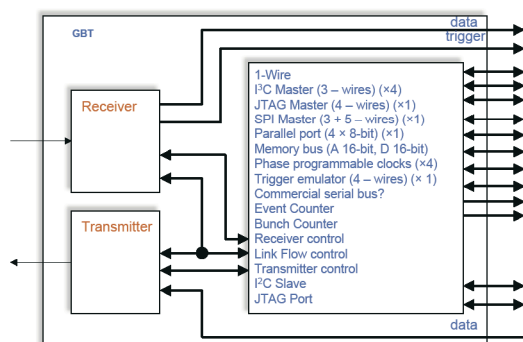 data
GBT
trigger
Receiver
1-Wire
I³C Master (3 – wires) (×4)
JTAG Master (4 – wires) (×1)
SPI Master (3 + 5 – wires) (×1)
Parallel port (4 × 8-bit) (×1)
Memory bus (A 16-bit, D 16-bit)
Phase programmable clocks (×4)
Trigger emulator (4 – wires) (× 1)
Commercial serial bus?
Event Counter
Bunch Counter
Receiver control
Link Flow control
Transmitter control
I²C Slave
JTAG Port
Transmitter
data